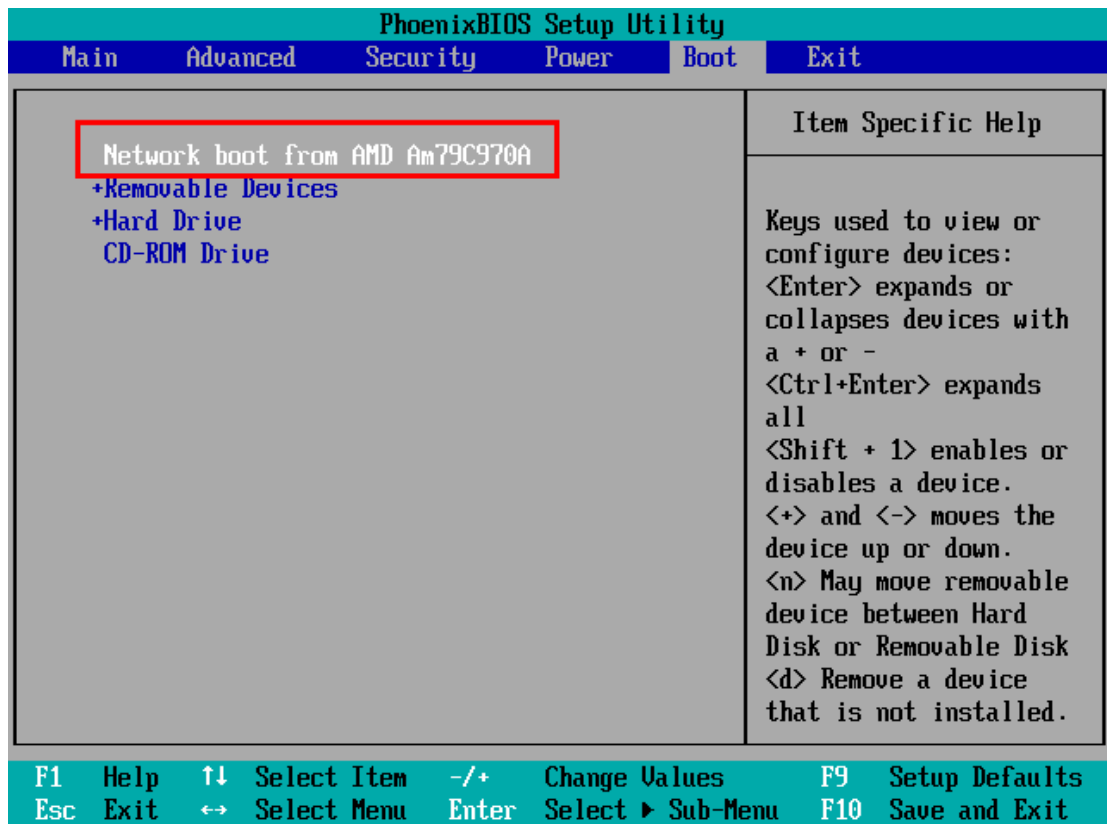 PhoenixBIOS Setup Utility
Main Advanced Security Power Boot Exit
Network boot from AMD Am79C970A
+Removable Devices
+Hard Drive
CD-ROM Drive
Item Specific Help
Keys used to view or
configure devices:
<Enter> expands or
collapses devices with
a + or -
<Ctrl+Enter> expands
all
<Shift + 1> enables or
disables a device.
<+> and <-> moves the
device up or down.
<n> May move removable
device between Hard
Disk or Removable Disk
<d> Remove a device
that is not installed.
F1 Help ↑↓ Select Item -/+ Change Values F9 Setup Defaults
Esc Exit ↔ Select Menu Enter Select ▶ Sub-Menu F10 Save and Exit